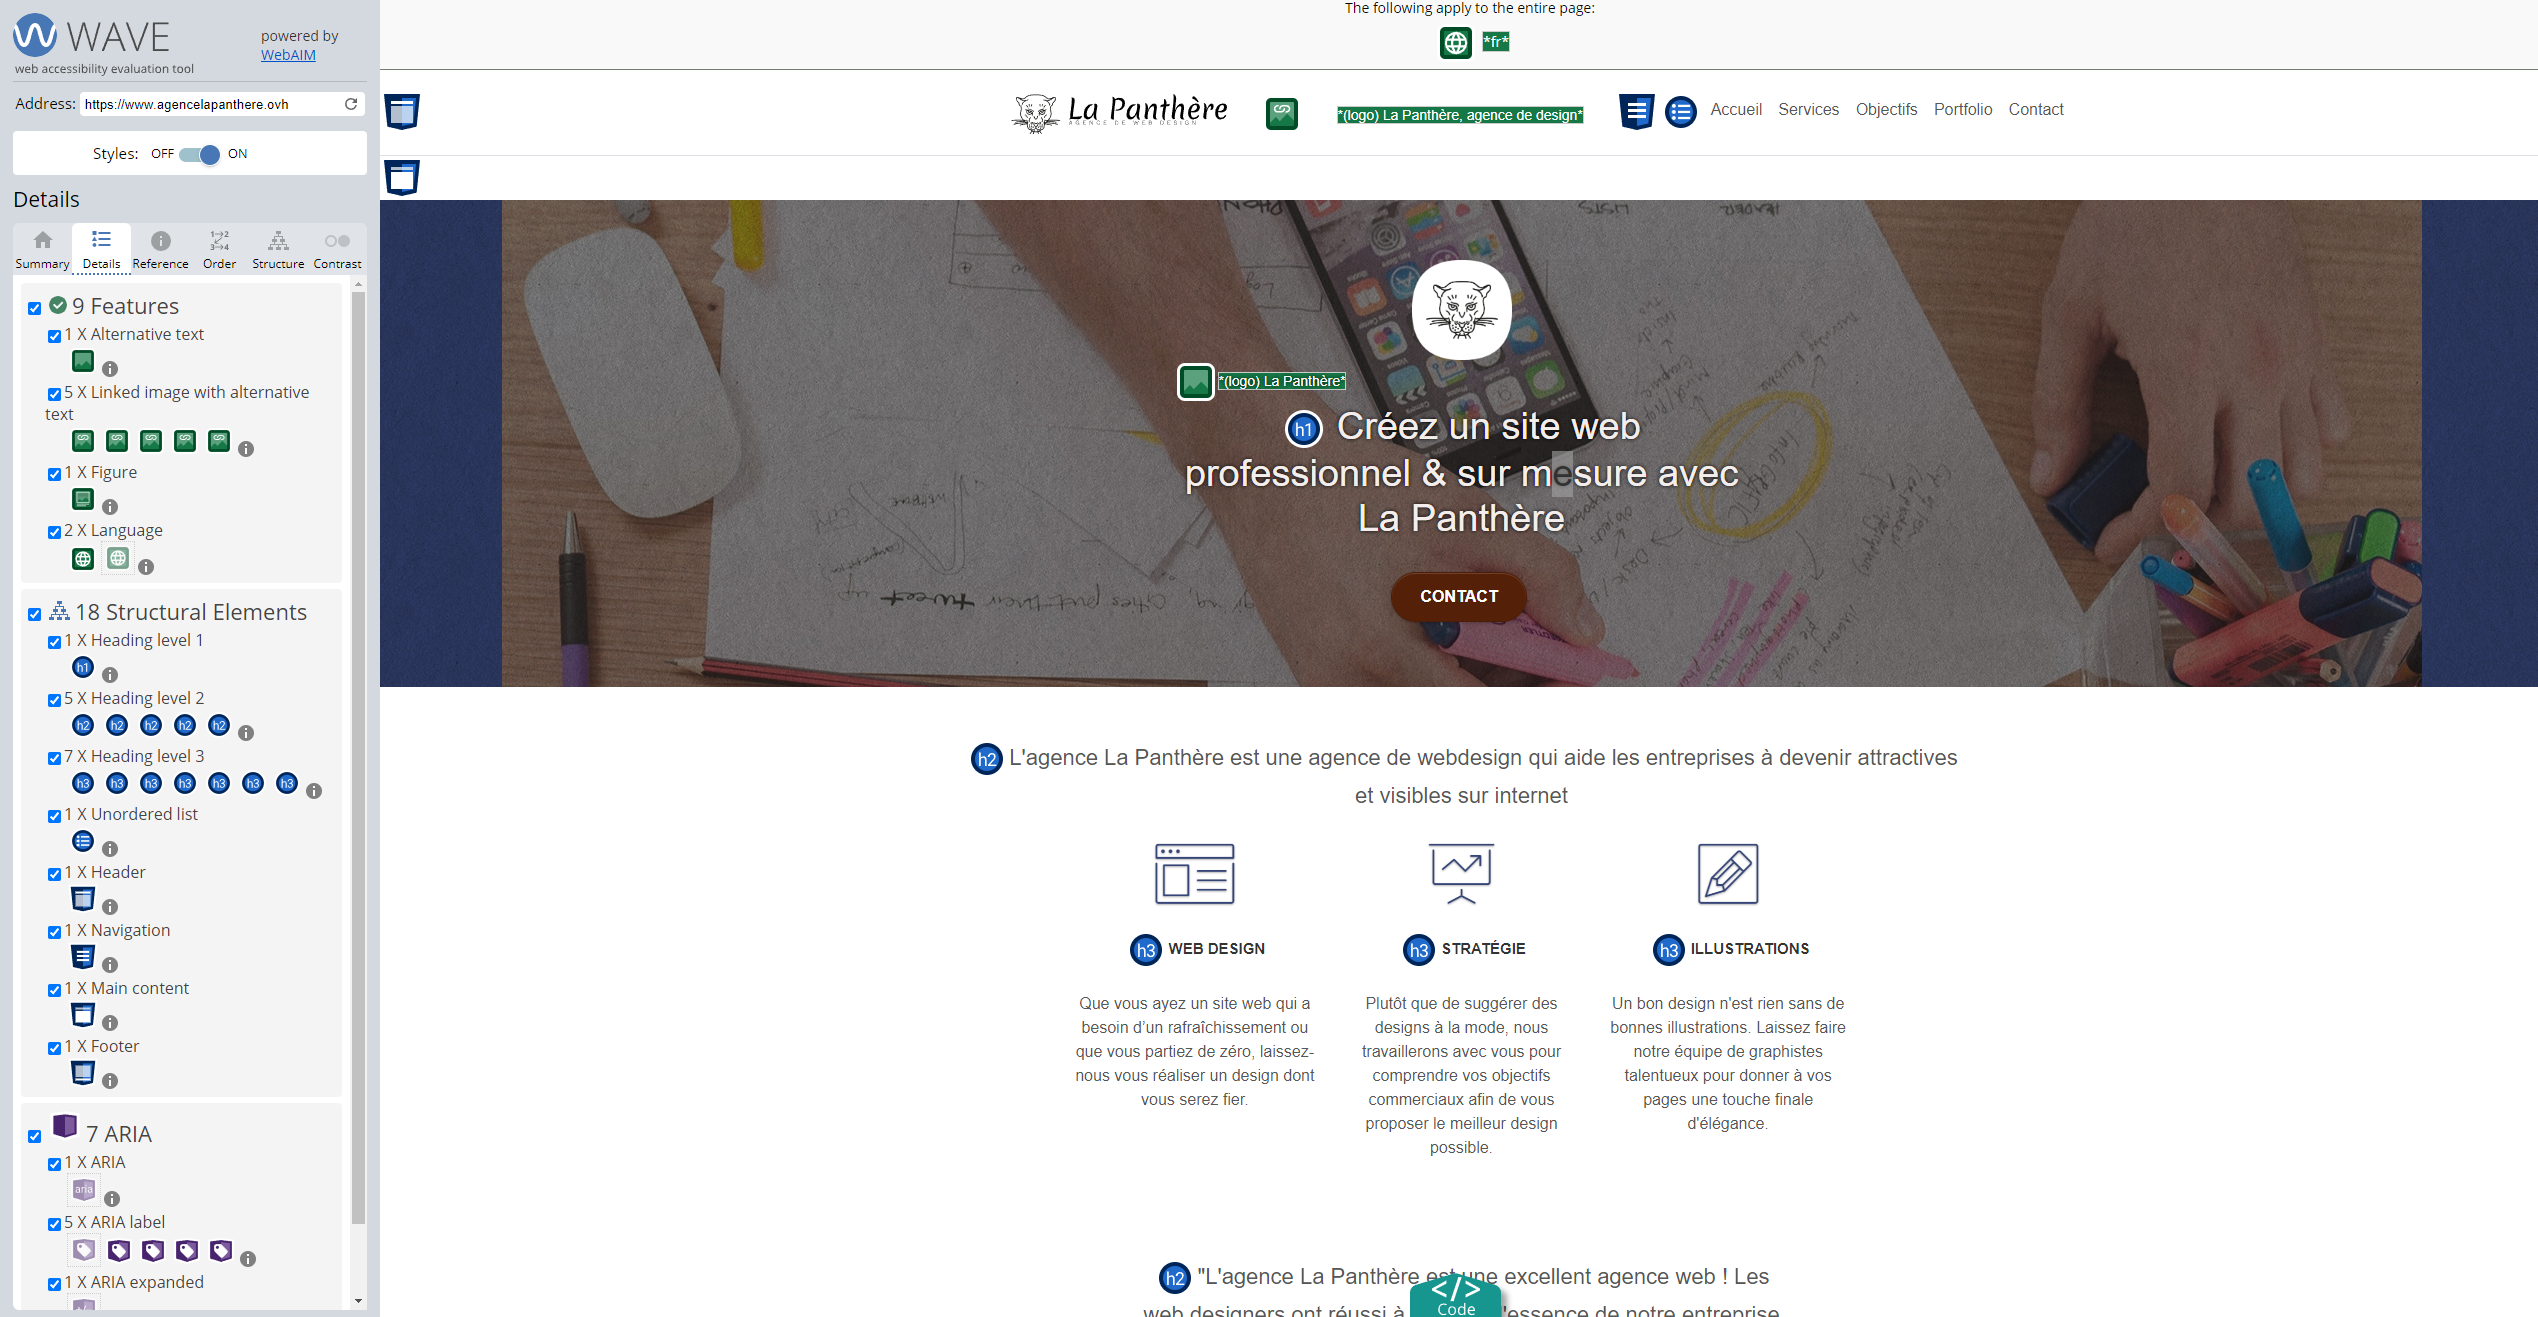 WAVE
powered by
WebAIM
web accessibility evaluation tool
Address: https://www.agencelapanthere.ovh
Styles: OFF ON
Details
Summary Details Reference Order Structure Contrast
9 Features
1 X Alternative text
5 X Linked image with alternative
text
1 X Figure
2 X Language
18 Structural Elements
1 X Heading level 1
h1
5 X Heading level 2
h2 h2 h2 h2 h2
7 X Heading level 3
h3 h3 h3 h3 h3 h3 h3
1 X Unordered list
1 X Header
1 X Navigation
1 X Main content
1 X Footer
7 ARIA
1 X ARIA
aria
5 X ARIA label
1 X ARIA expanded
The following apply to the entire page:
*fr*
La Panthère
AGENCE DE WEB DESIGN
*(logo) La Panthère, agence de design*
Accueil Services Objectifs Portfolio Contact
*(logo) La Panthère*
h1 Créez un site web
professionnel & sur mesure avec
La Panthère
CONTACT
h2 L'agence La Panthère est une agence de webdesign qui aide les entreprises à devenir attractives
et visibles sur internet
h3 WEB DESIGN
Que vous ayez un site web qui a
besoin d’un rafraîchissement ou
que vous partiez de zéro, laissez-
nous vous réaliser un design dont
vous serez fier.
h3 STRATÉGIE
Plutôt que de suggérer des
designs à la mode, nous
travaillerons avec vous pour
comprendre vos objectifs
commerciaux afin de vous
proposer le meilleur design
possible.
h3 ILLUSTRATIONS
Un bon design n'est rien sans de
bonnes illustrations. Laissez faire
notre équipe de graphistes
talentueux pour donner à vos
pages une touche finale
d'élégance.
h2 "L'agence La Panthère est une excellent agence web ! Les
web designers ont réussi à l'essence de notre entreprise
</> Code